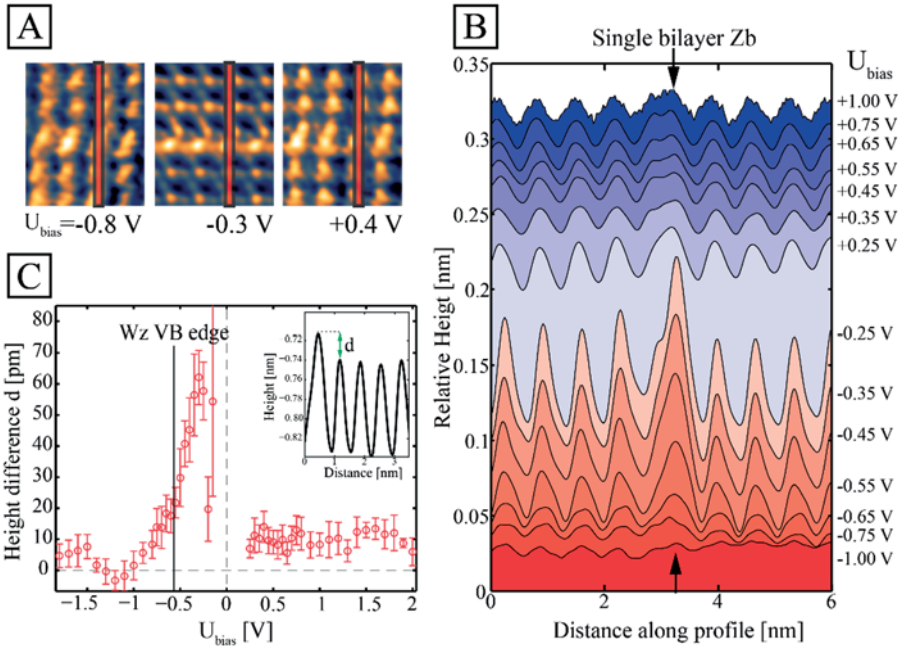 A
U_bias=-0.8 V
-0.3 V
+0.4 V
B
Single bilayer Zb
U_bias
0.35
0.3
0.25
0.2
0.15
0.1
0.05
0
Relative Heigt [nm]
+1.00 V
+0.75 V
+0.65 V
+0.55 V
+0.45 V
+0.35 V
+0.25 V
-0.25 V
-0.35 V
-0.45 V
-0.55 V
-0.65 V
-0.75 V
-1.00 V
0
2
4
6
Distance along profile [nm]
C
Wz VB edge
80
70
60
50
40
30
20
10
0
Height difference d [pm]
-1.5
-1
-0.5
0
0.5
1
1.5
2
U_bias [V]
d
−0.72
−0.74
−0.76
−0.78
−0.80
−0.82
Height [nm]
0
1
2
3
Distance [nm]